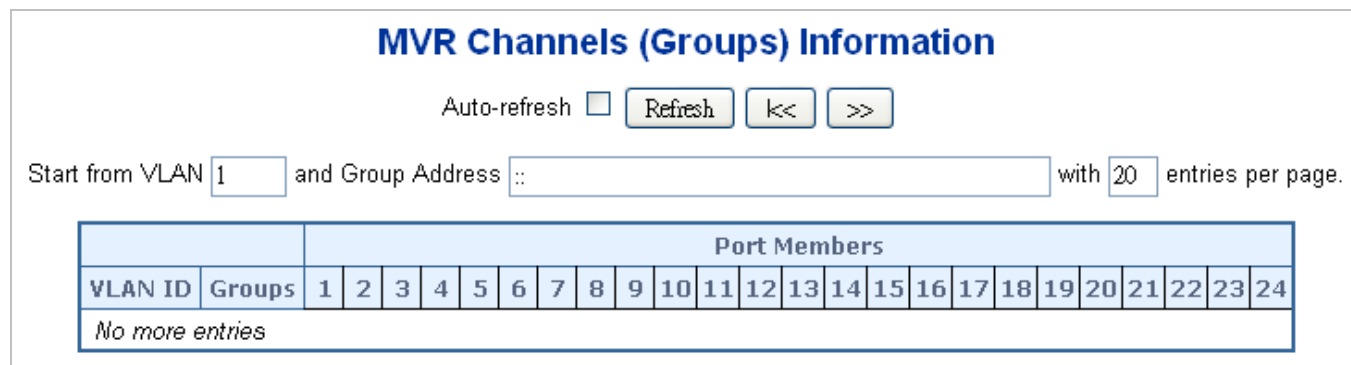 MVR Channels (Groups) Information
Auto-refresh Refresh |<< >>
Start from VLAN 1 and Group Address :: with 20 entries per page.
Port Members
VLAN ID Groups 1 2 3 4 5 6 7 8 9 10 11 12 13 14 15 16 17 18 19 20 21 22 23 24
No more entries